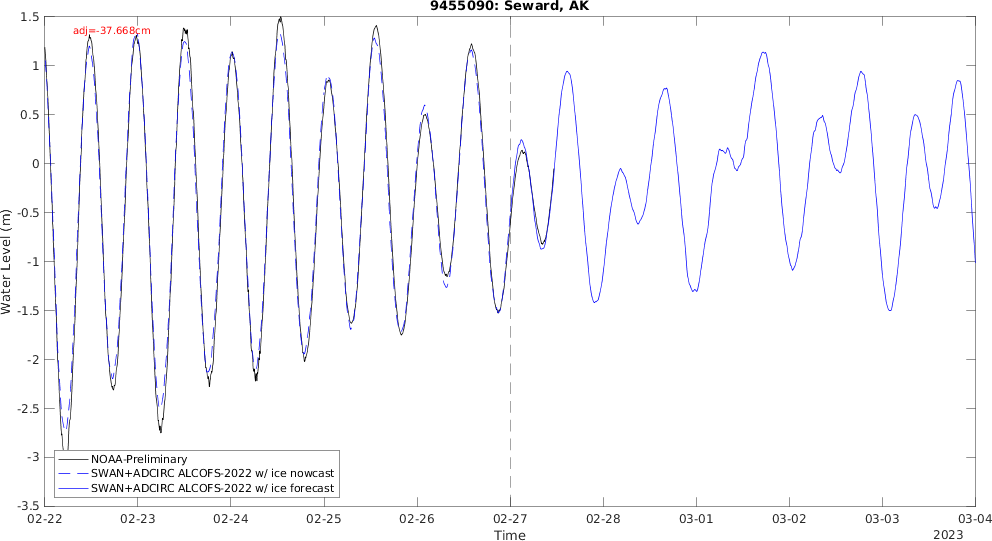 9455090: Seward, AK
adj=-37.668cm
Water Level (m)
1.5
1
0.5
0
-0.5
-1
-1.5
-2
-2.5
-3
-3.5
NOAA-Preliminary
SWAN+ADCIRC ALCOFS-2022 w/ ice nowcast
SWAN+ADCIRC ALCOFS-2022 w/ ice forecast
02-22 02-23 02-24 02-25 02-26 02-27 02-28 03-01 03-02 03-03 03-04
Time
2023